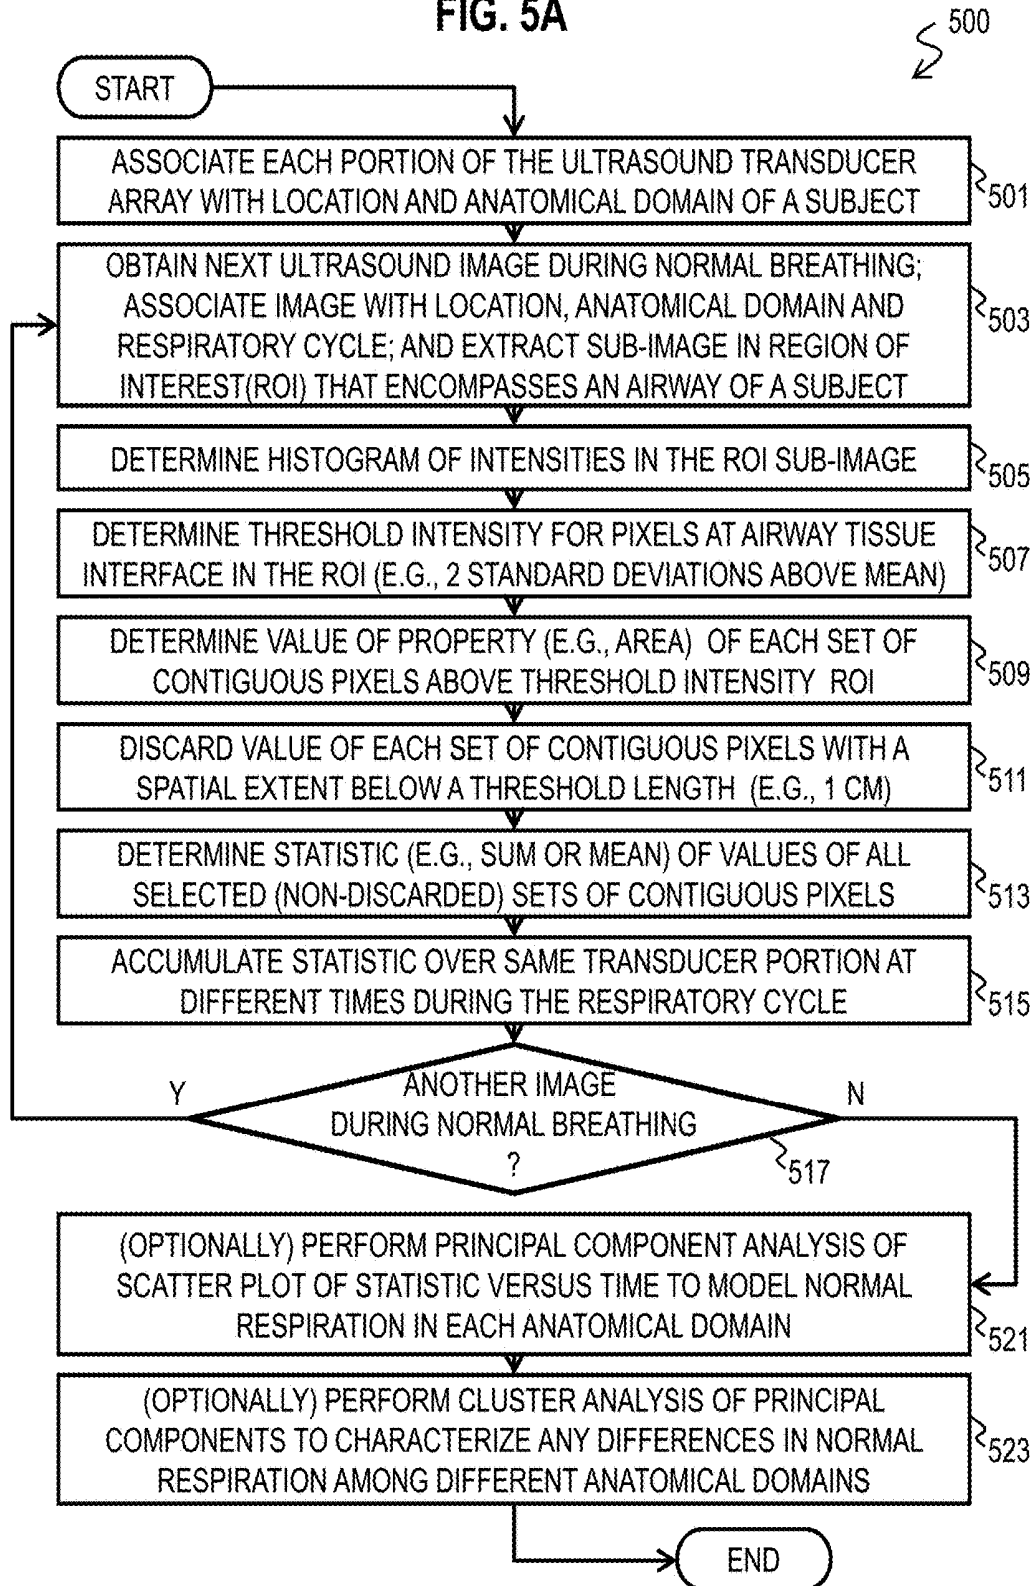 FIG. 5A
500
START
ASSOCIATE EACH PORTION OF THE ULTRASOUND TRANSDUCER
ARRAY WITH LOCATION AND ANATOMICAL DOMAIN OF A SUBJECT
501
OBTAIN NEXT ULTRASOUND IMAGE DURING NORMAL BREATHING;
ASSOCIATE IMAGE WITH LOCATION, ANATOMICAL DOMAIN AND
RESPIRATORY CYCLE; AND EXTRACT SUB-IMAGE IN REGION OF
INTEREST(ROI) THAT ENCOMPASSES AN AIRWAY OF A SUBJECT
503
DETERMINE HISTOGRAM OF INTENSITIES IN THE ROI SUB-IMAGE
505
DETERMINE THRESHOLD INTENSITY FOR PIXELS AT AIRWAY TISSUE
INTERFACE IN THE ROI (E.G., 2 STANDARD DEVIATIONS ABOVE MEAN)
507
DETERMINE VALUE OF PROPERTY (E.G., AREA) OF EACH SET OF
CONTIGUOUS PIXELS ABOVE THRESHOLD INTENSITY ROI
509
DISCARD VALUE OF EACH SET OF CONTIGUOUS PIXELS WITH A
SPATIAL EXTENT BELOW A THRESHOLD LENGTH (E.G., 1 CM)
511
DETERMINE STATISTIC (E.G., SUM OR MEAN) OF VALUES OF ALL
SELECTED (NON-DISCARDED) SETS OF CONTIGUOUS PIXELS
513
ACCUMULATE STATISTIC OVER SAME TRANSDUCER PORTION AT
DIFFERENT TIMES DURING THE RESPIRATORY CYCLE
515
Y
ANOTHER IMAGE
DURING NORMAL BREATHING
?
N
517
(OPTIONALLY) PERFORM PRINCIPAL COMPONENT ANALYSIS OF
SCATTER PLOT OF STATISTIC VERSUS TIME TO MODEL NORMAL
RESPIRATION IN EACH ANATOMICAL DOMAIN
521
(OPTIONALLY) PERFORM CLUSTER ANALYSIS OF PRINCIPAL
COMPONENTS TO CHARACTERIZE ANY DIFFERENCES IN NORMAL
RESPIRATION AMONG DIFFERENT ANATOMICAL DOMAINS
523
END